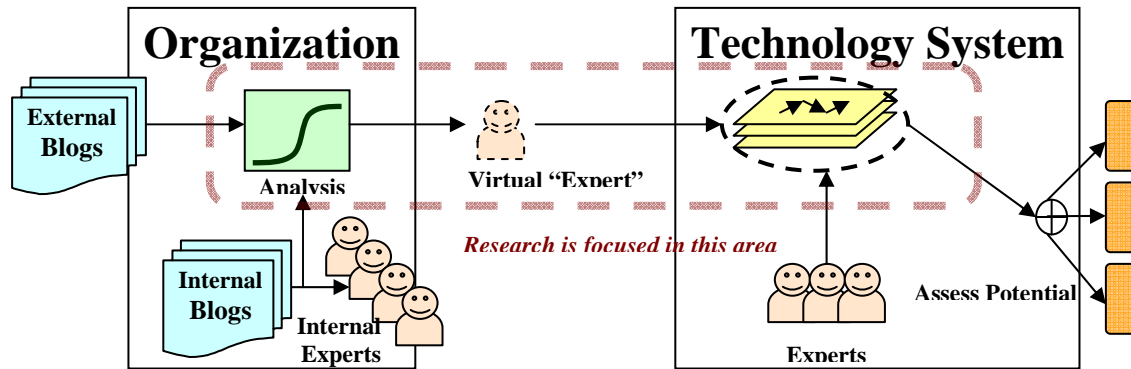 Organization
Technology System
External
Blogs
Analysis
Virtual “Expert”
Research is focused in this area
Internal
Blogs
Internal
Experts
Assess Potential
Experts